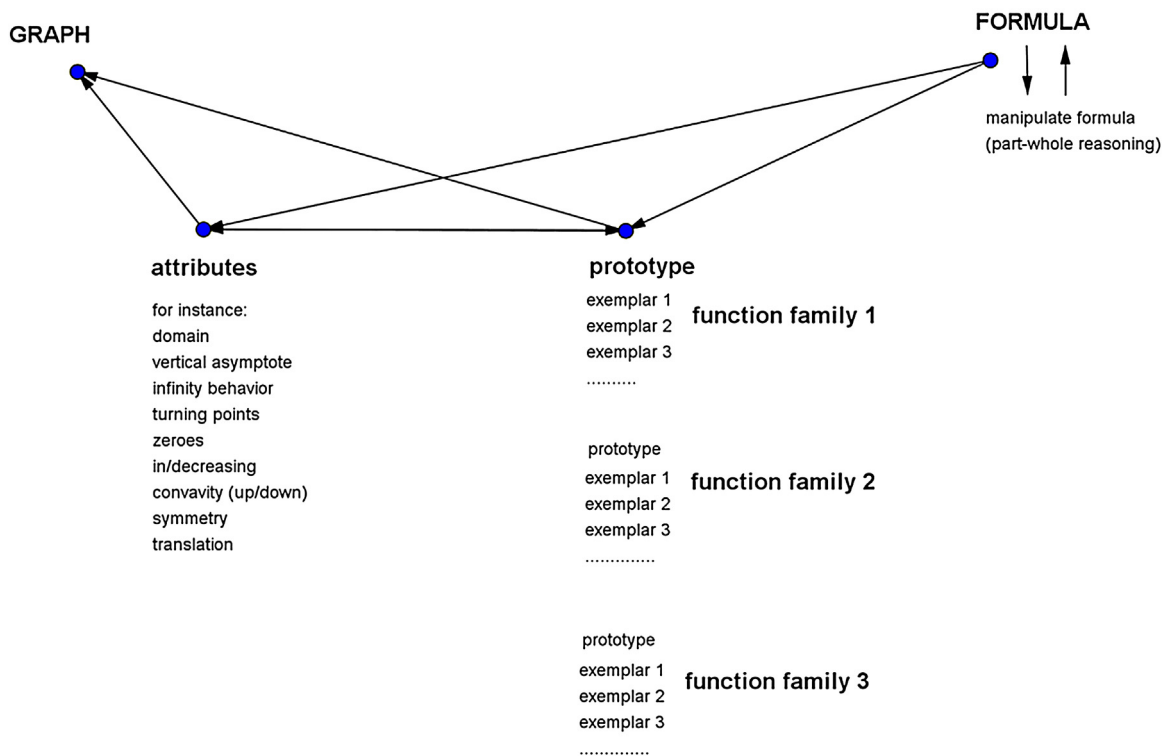 GRAPH
FORMULA
manipulate formula
(part-whole reasoning)
attributes
for instance:
domain
vertical asymptote
infinity behavior
turning points
zeroes
in/decreasing
convavity (up/down)
symmetry
translation
prototype
exemplar 1
exemplar 2
exemplar 3
..........
function family 1
prototype
exemplar 1
exemplar 2
exemplar 3
..............
function family 2
prototype
exemplar 1
exemplar 2
exemplar 3
..............
function family 3